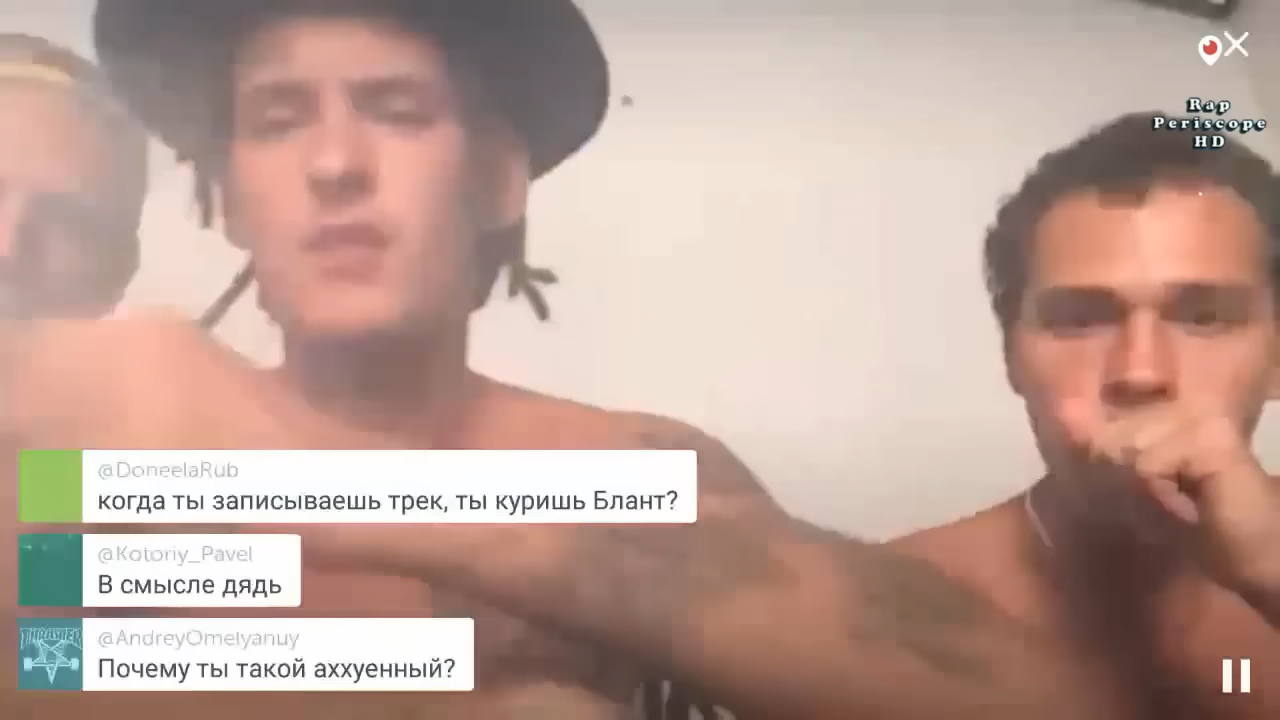 Rap
Periscope
HD
@DoneelaRub
когда ты записываешь трек, ты куришь Блант?
@Kotoriy_Pavel
В смысле дядь
THRASHER
@AndreyOmelyanuy
Почему ты такой аххуенный?